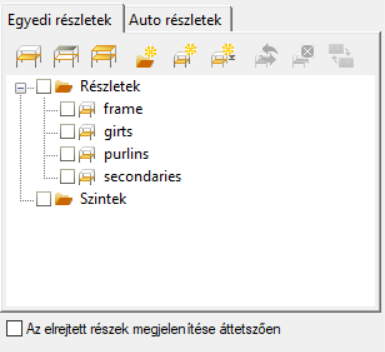 Egyedi részletek Auto részletek
Részletek
frame
girts
purlins
secondaries
Szintek
Az elrejtett részek megjelenítése áttetszően